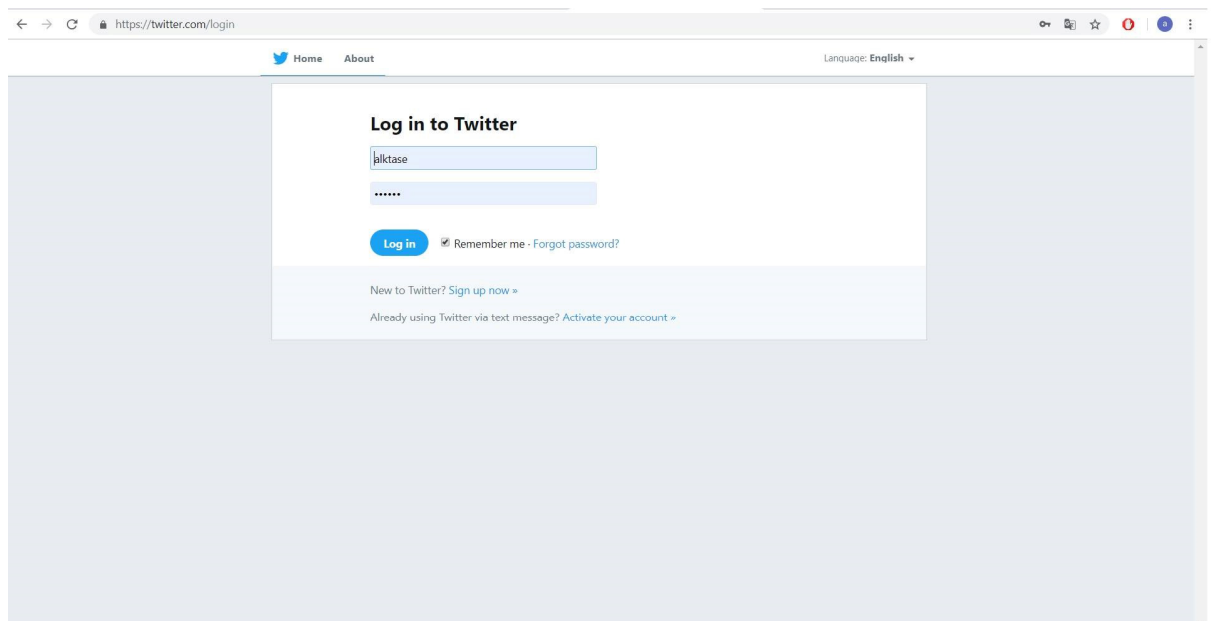 https://twitter.com/login
a
Home About Language: English
Log in to Twitter
alktase
••••••
Log in Remember me · Forgot password?
New to Twitter? Sign up now »
Already using Twitter via text message? Activate your account »